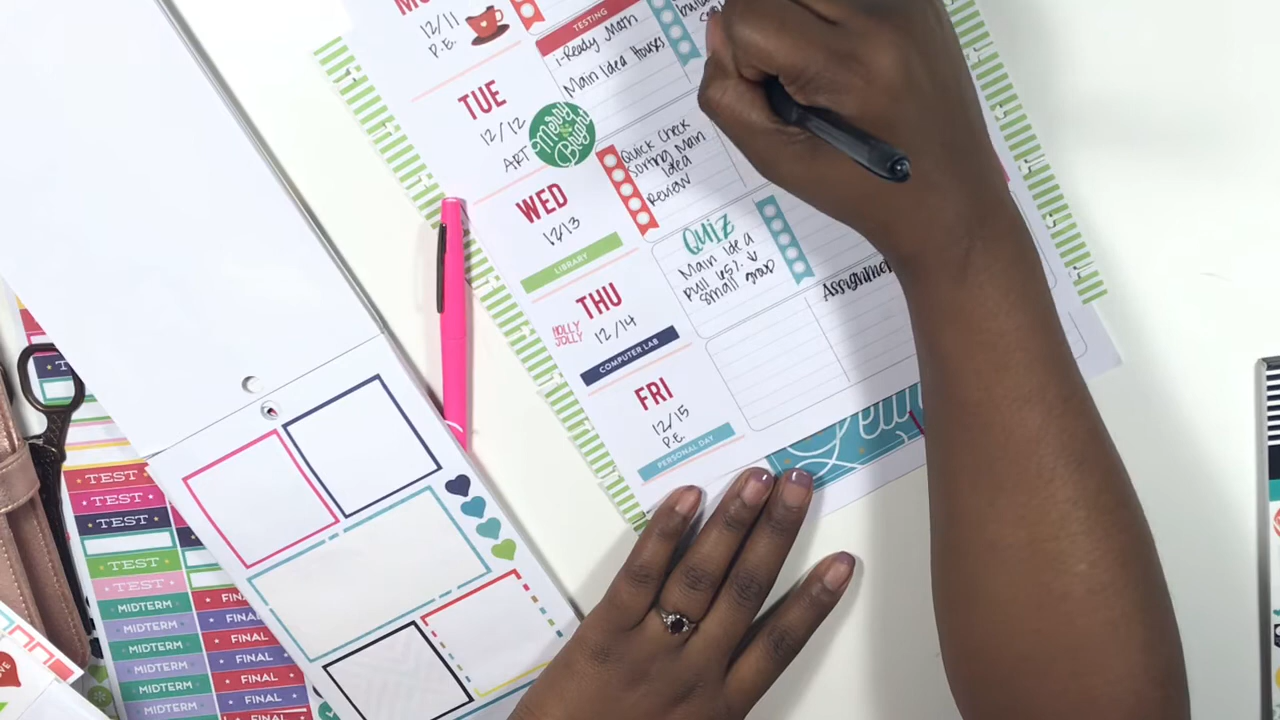 12/11
P.E.
TESTING
i-Ready Math
Main Idea Houses
TUE
12/12
ART
Merry & Bright
Quick Check
Sorting Main
Idea
Review
WED
12/13
LIBRARY
QUIZ
Main Idea
pull 65% ↓
small group
THU
HOLLY
JOLLY
12/14
COMPUTER LAB
FRI
12/15
P.E.
PERSONAL DAY
TEST
TEST
TEST
TEST
TEST
MIDTERM
MIDTERM
MIDTERM
MIDTERM
MIDTERM
MIDTERM
FINAL
FINAL
FINAL
FINAL
FINAL
FINAL